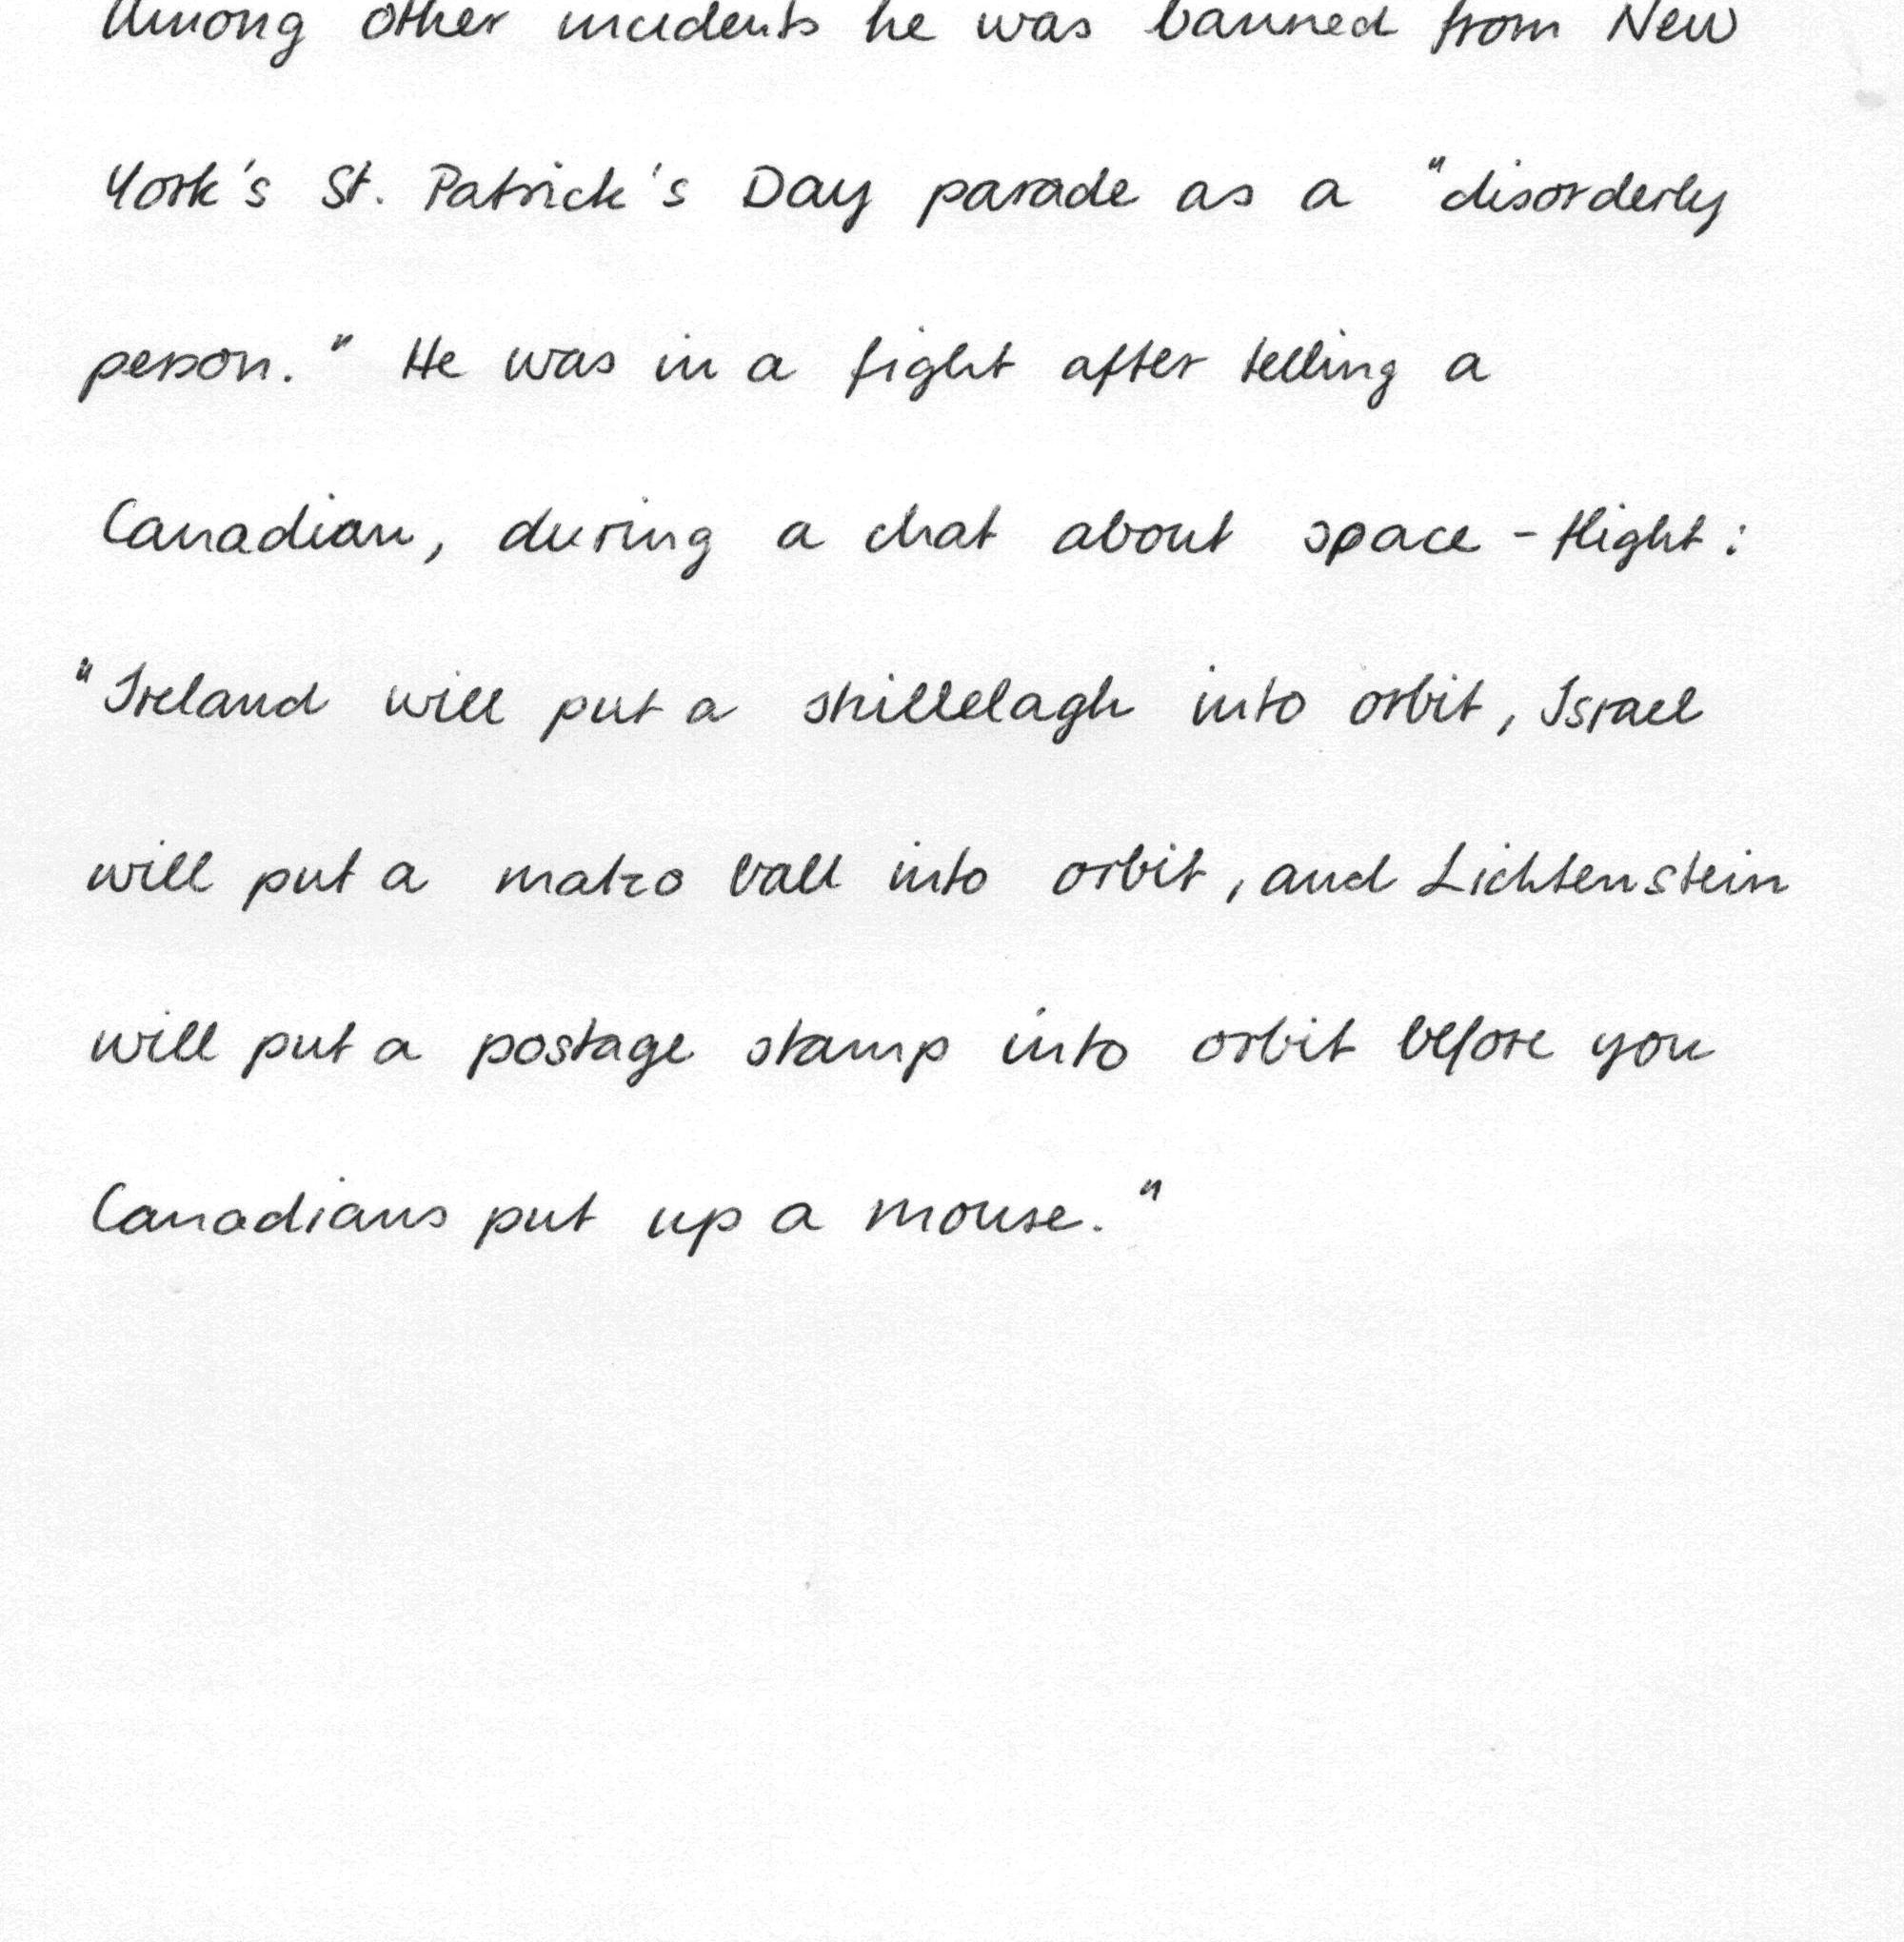 Among other incidents he was banned from New
York's St. Patrick's Day parade as a "disorderly
person." He was in a fight after telling a
Canadian, during a chat about space-flight:
"Ireland will put a shillelagh into orbit, Israel
will put a matzo ball into orbit, and Lichtenstein
will put a postage stamp into orbit before you
Canadians put up a mouse."